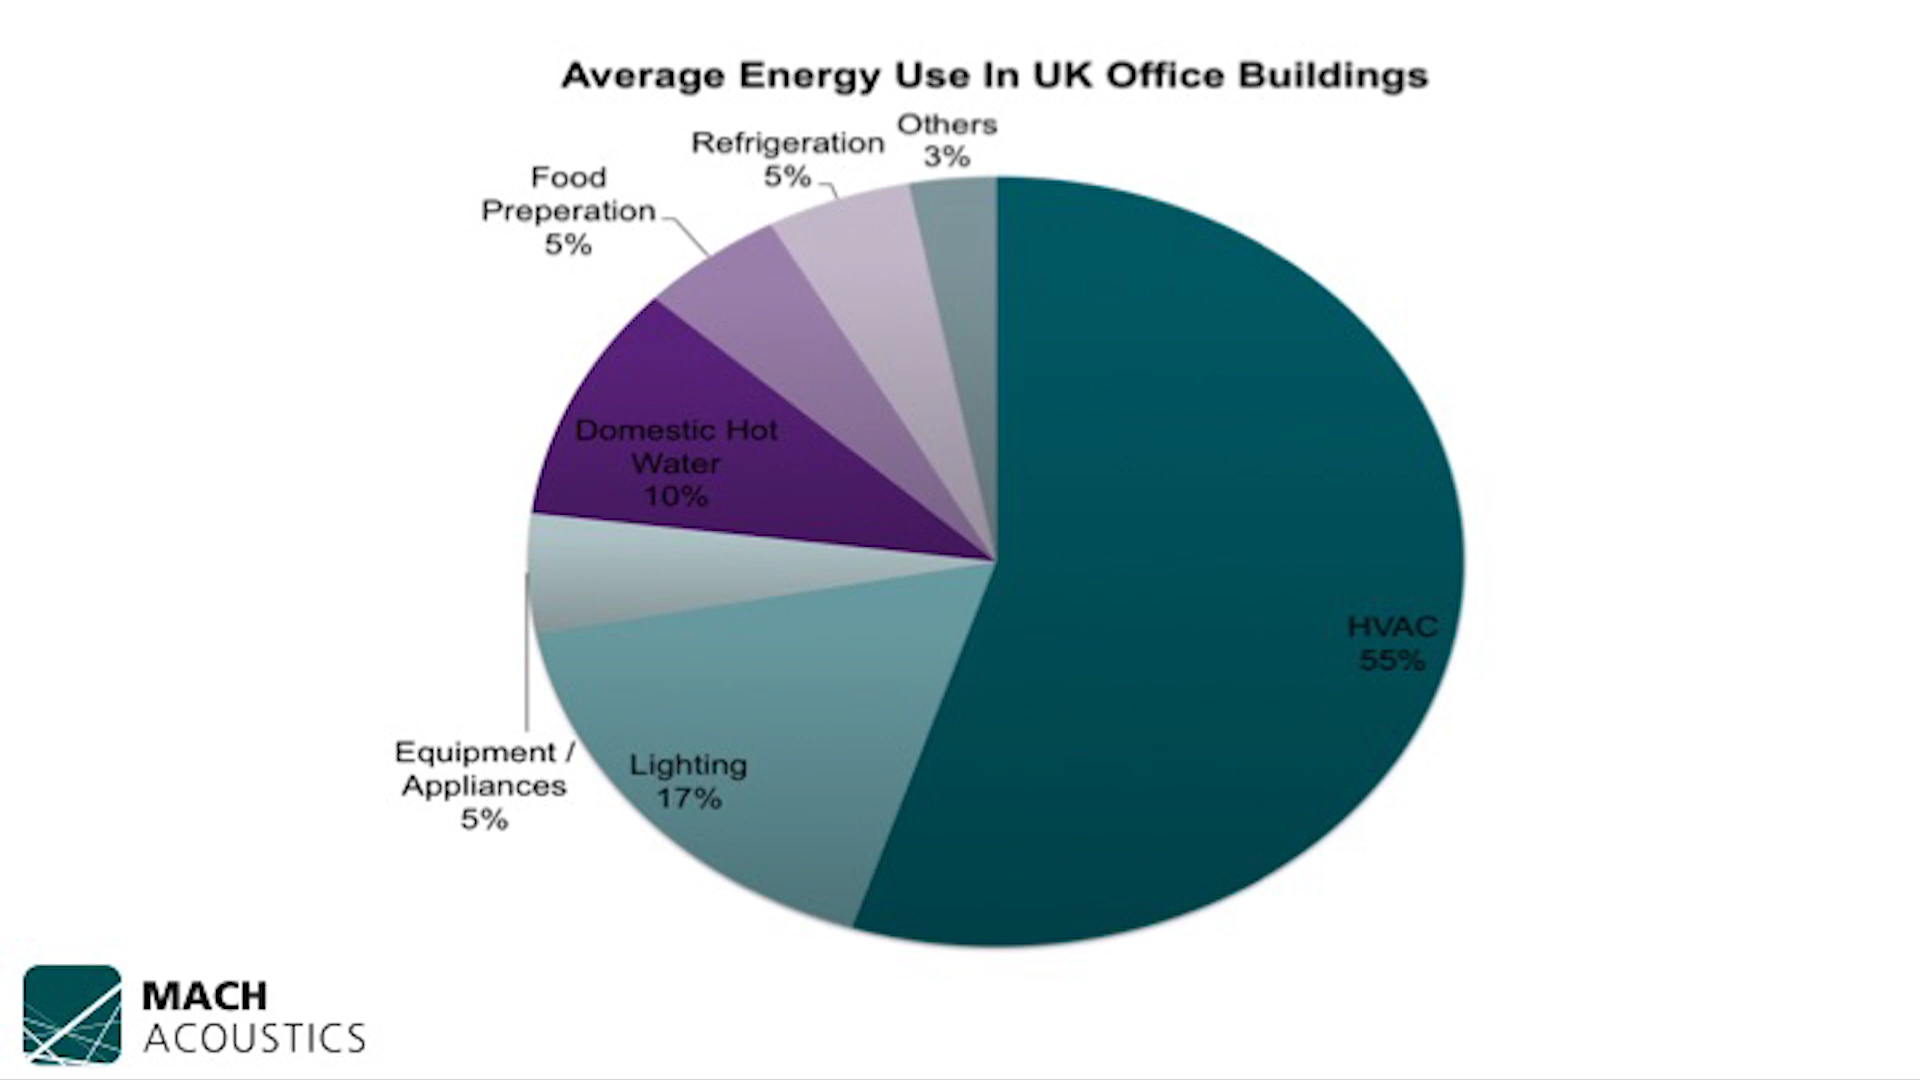 Average Energy Use In UK Office Buildings
Others
3%
Refrigeration
5%
Food
Preperation
5%
Domestic Hot
Water
10%
HVAC
55%
Equipment /
Appliances
5%
Lighting
17%
MACH
ACOUSTICS